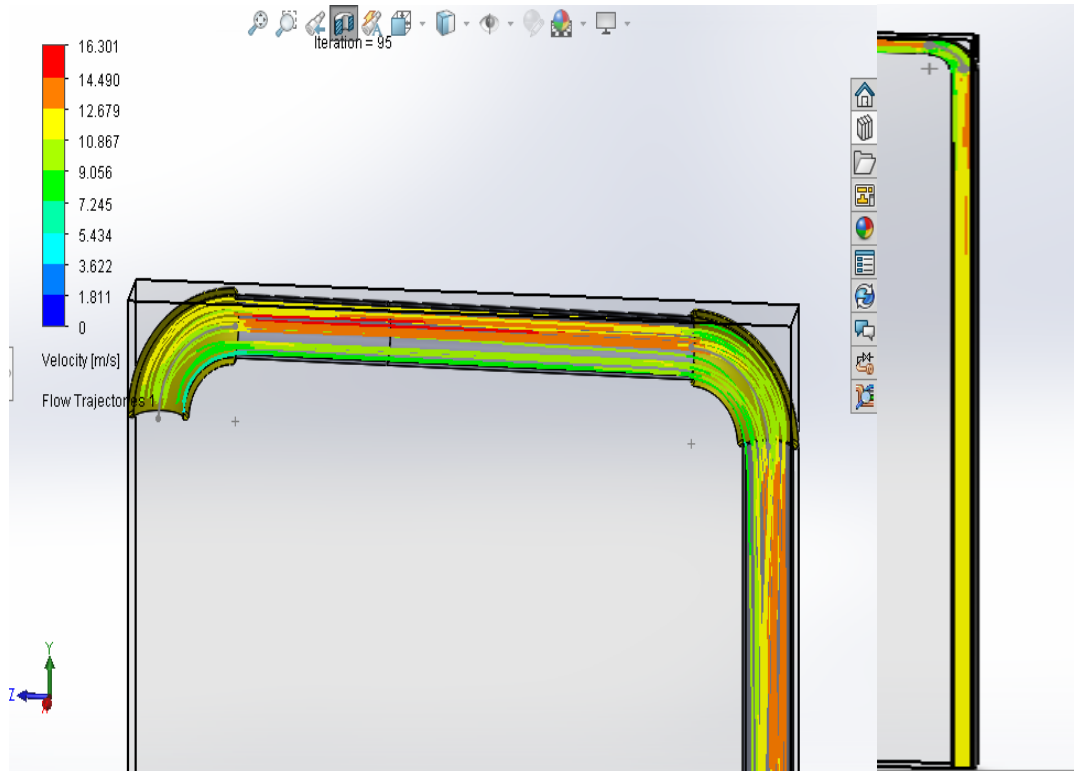 Iteration = 95
16.301
14.490
12.679
10.867
9.056
7.245
5.434
3.622
1.811
0
Velocity [m/s]
Flow Trajectories 1
Y
Z